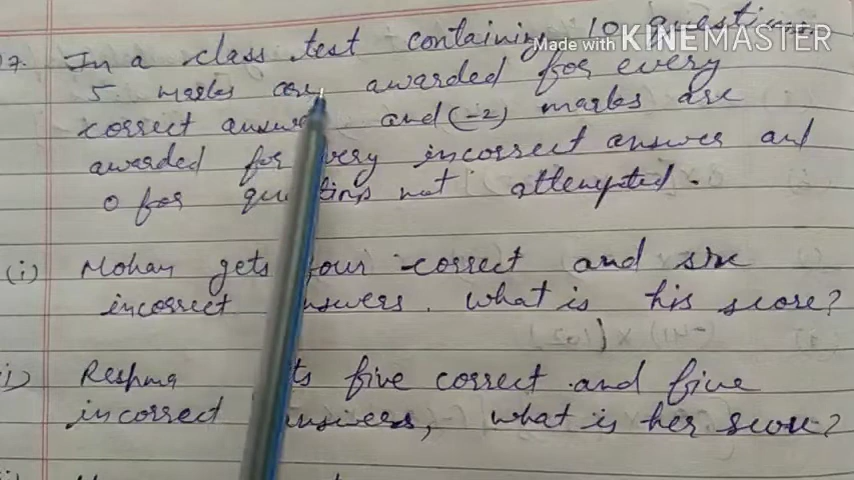 7. In a class test containing 10 questions
Made with KINEMASTER
5 marks are awarded for every
correct answer and (-2) marks are
awarded for every incorrect answer and
0 for questions not attempted.
(i) Mohan gets four correct and six
incorrect answers. What is his score?
i) Reshma gets five correct and five
incorrect answers, what is her score?